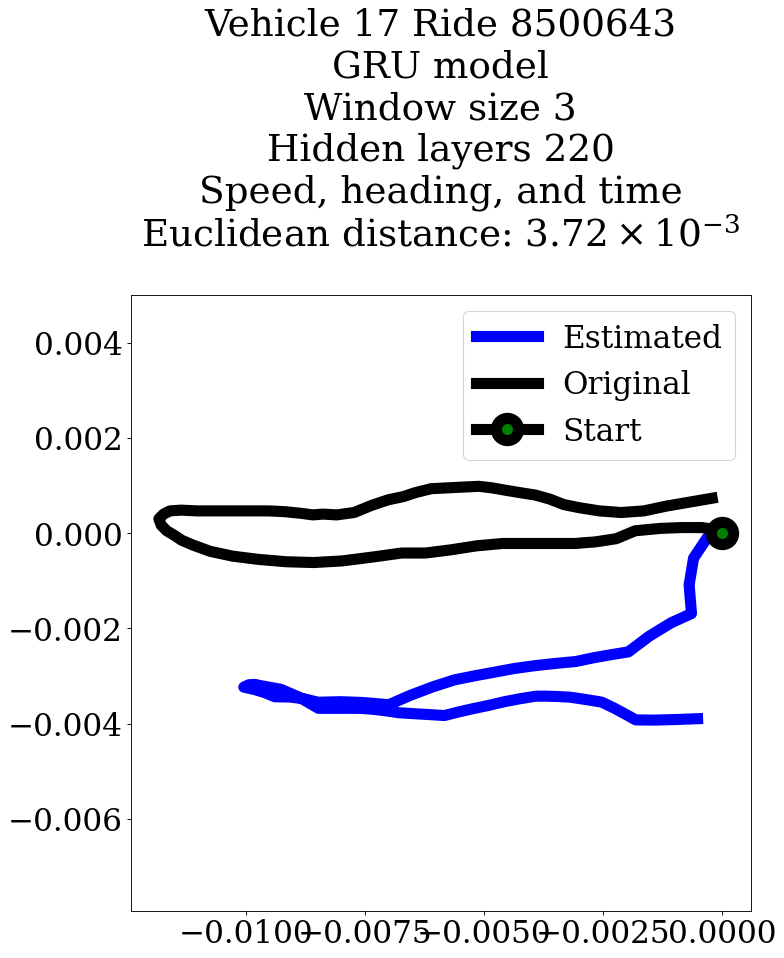 Vehicle 17 Ride 8500643
GRU model
Window size 3
Hidden layers 220
Speed, heading, and time
Euclidean distance: 3.72 × 10⁻³
Estimated
Original
Start
0.004
0.002
0.000
−0.002
−0.004
−0.006
−0.0100 −0.0075 −0.0050 −0.0025 0.0000